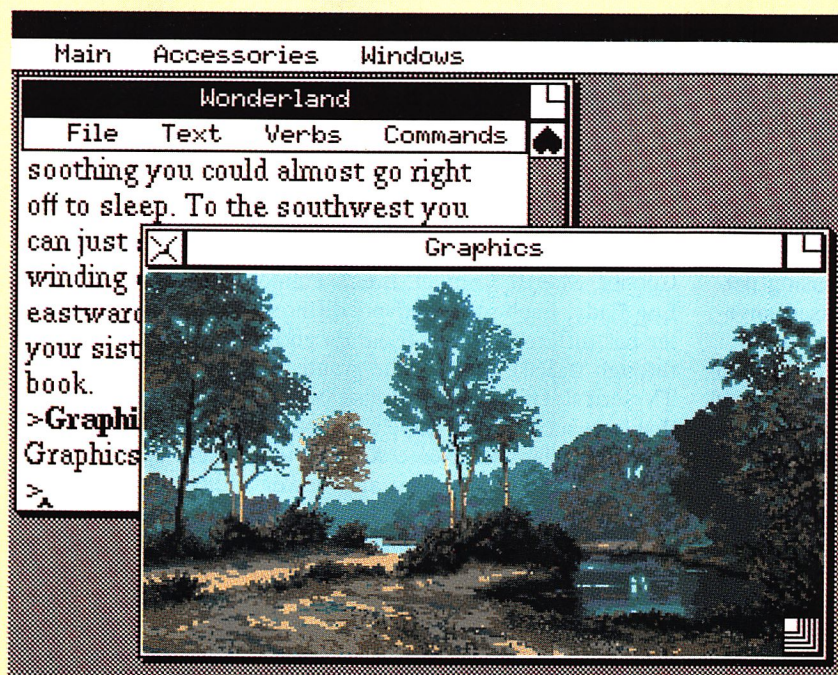 Main Accessories Windows
Wonderland
File Text Verbs Commands
soothing you could almost go right
off to sleep. To the southwest you
can just
winding
eastward
your sist
book.
>Graphi
Graphics
>
Graphics